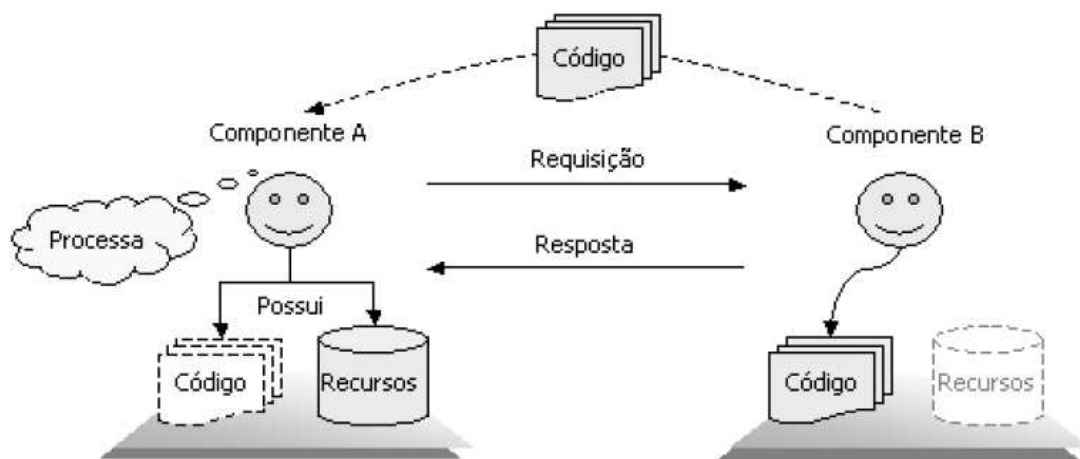 Código
Componente A
Componente B
Requisição
Processa
Resposta
Possui
Código
Recursos
Código
Recursos